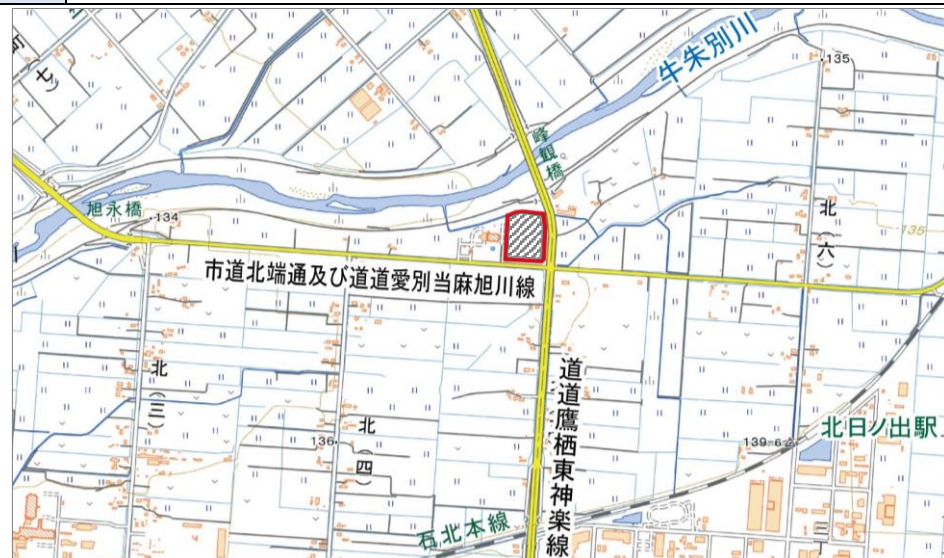 町
七）
牛朱別川
135
峰観橋
旭永橋
134
北（六）
135
市道北端通及び道道愛別当麻旭川線
北（三）
道道鷹栖東神楽線
北（四）
136
139.6
北日ノ出駅
石北本線